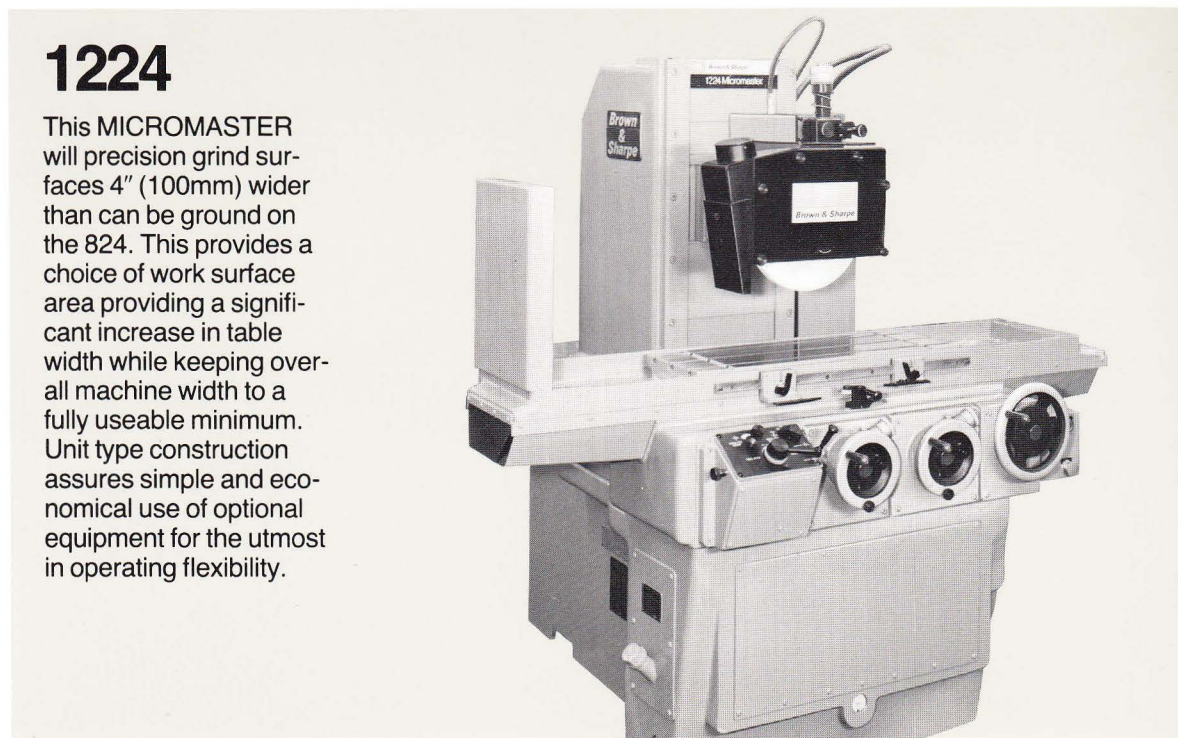 1224
This MICROMASTER
will precision grind sur-
faces 4" (100mm) wider
than can be ground on
the 824. This provides a
choice of work surface
area providing a signifi-
cant increase in table
width while keeping over-
all machine width to a
fully useable minimum.
Unit type construction
assures simple and eco-
nomical use of optional
equipment for the utmost
in operating flexibility.
Brown & Sharpe
1224 Micromaster
Brown
&
Sharpe
Brown & Sharpe